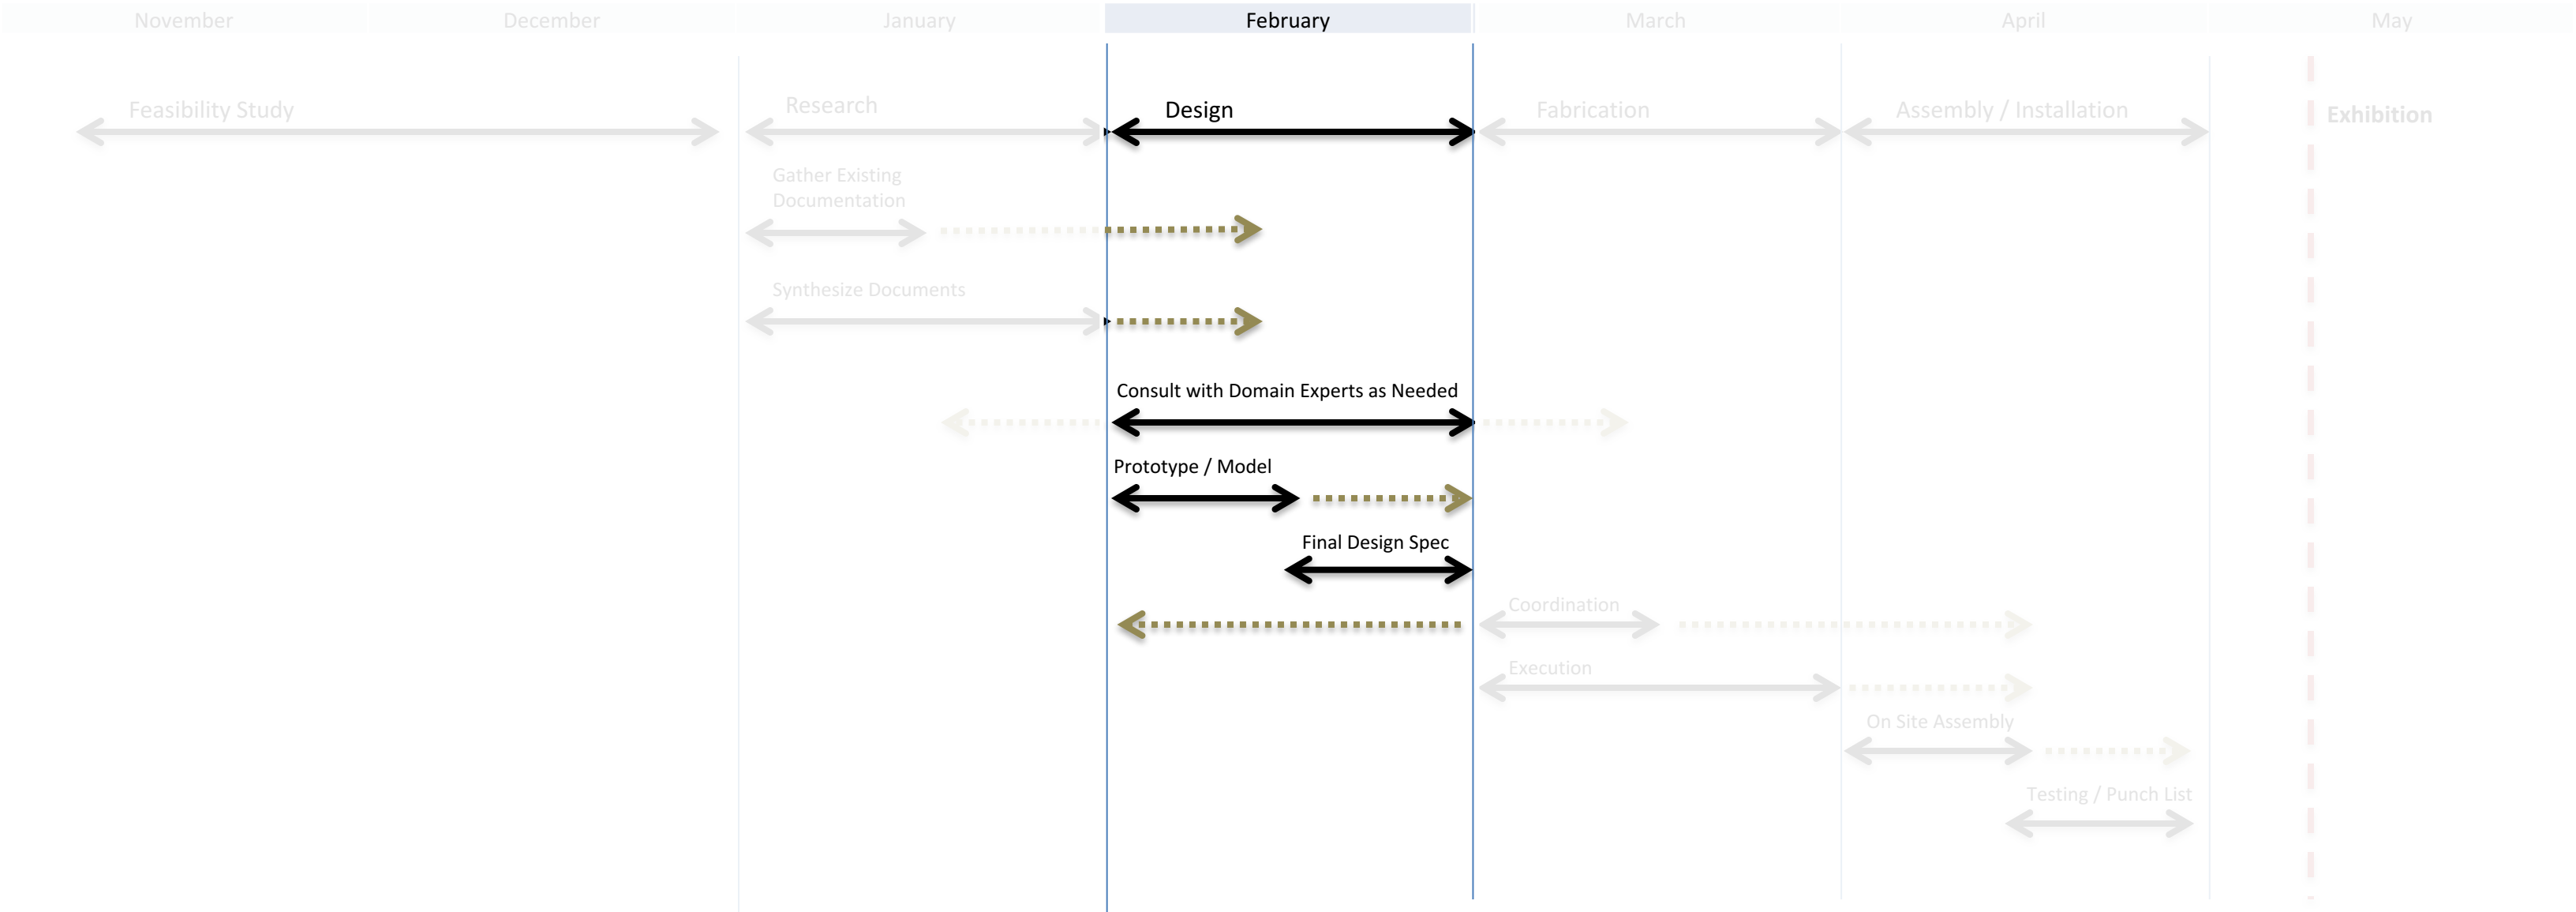 November December January February March April May
Feasibility Study Research Design Fabrication Assembly / Installation Exhibition
Gather Existing
Documentation
Synthesize Documents
Consult with Domain Experts as Needed
Prototype / Model
Final Design Spec
Coordination
Execution
On Site Assembly
Testing / Punch List